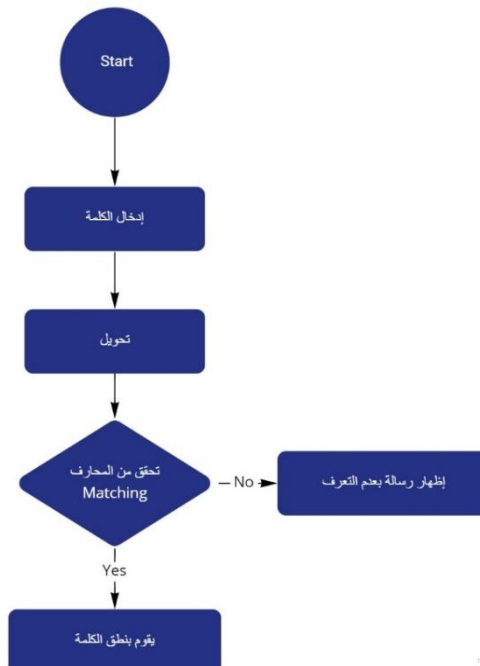 Start
إدخال الكلمة
تحويل
تحقق من المحارف
Matching
No
إظهار رسالة بعدم التعرف
Yes
يقوم بنطق الكلمة